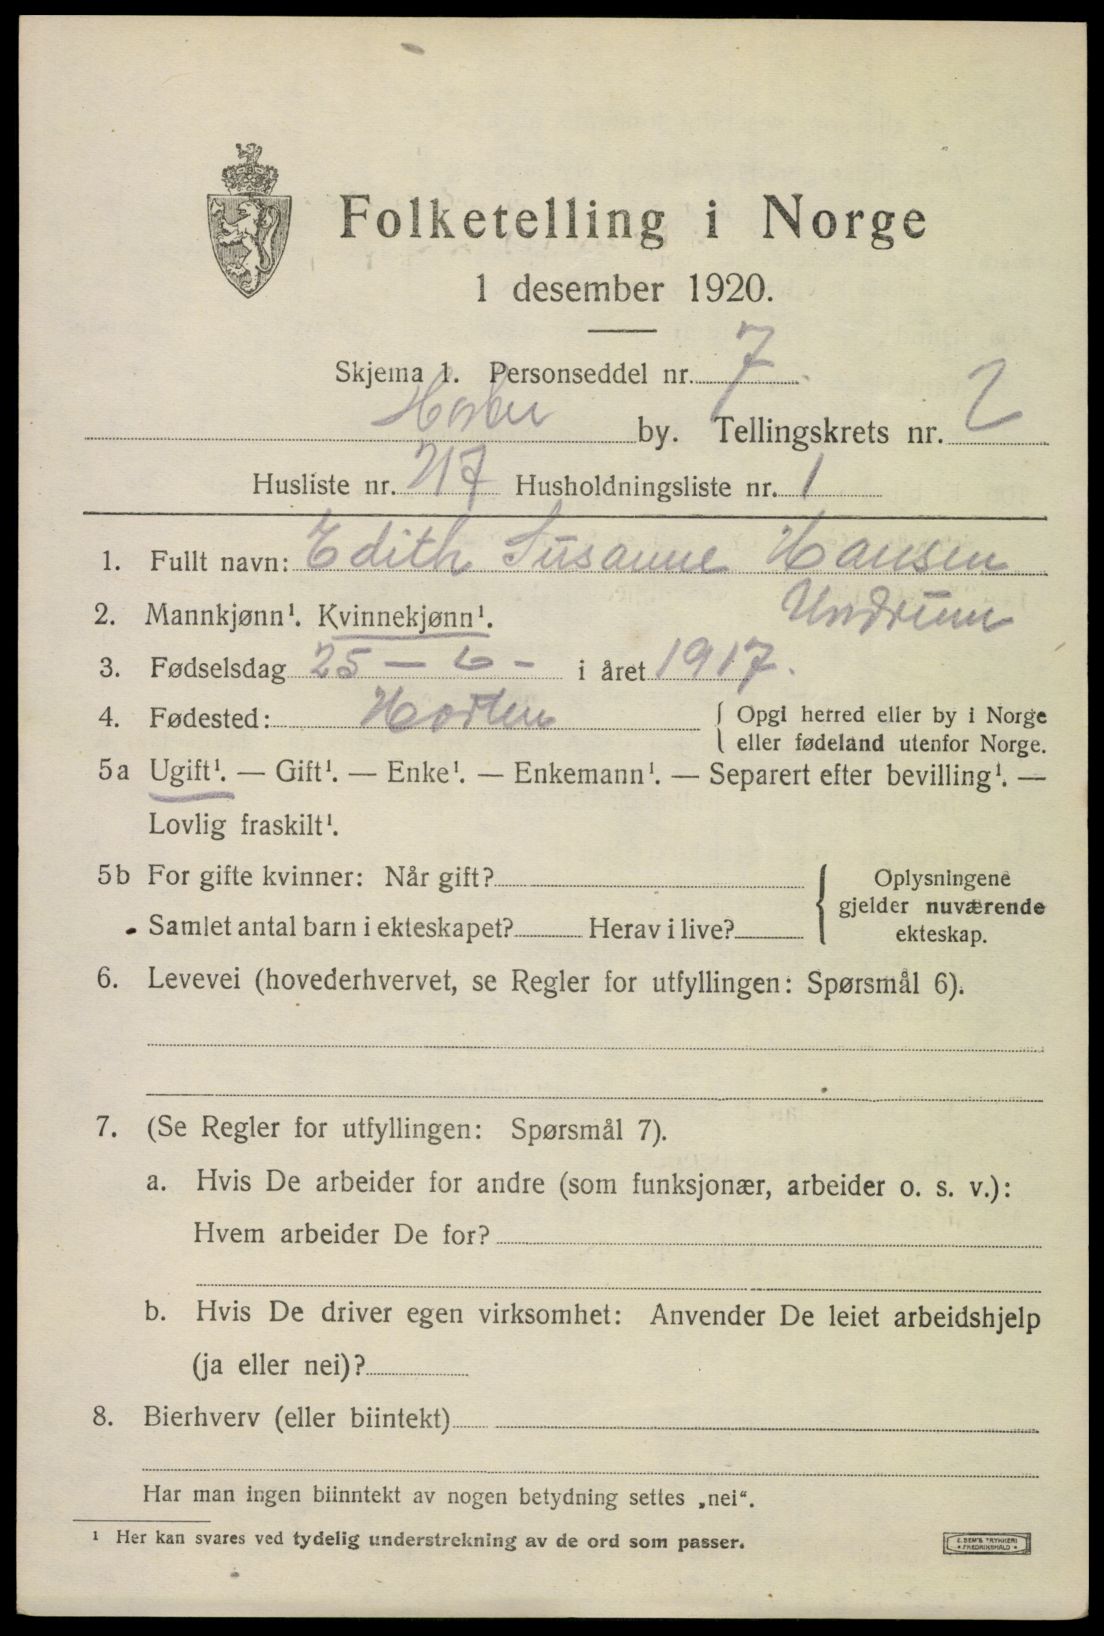 Folketelling i Norge
1 desember 1920.
Skjema 1. Personseddel nr. 7
Horten by. Tellingskrets nr. 2
Husliste nr. 217 Husholdningsliste nr. 1
1. Fullt navn: Edith Susanne Hansen
Undrum
2. Mannkjønn¹. Kvinnekjønn¹.
3. Fødselsdag 25 – 6 – i året 1917.
4. Fødested: Horten { Opgi herred eller by i Norge
eller fødeland utenfor Norge.
5a Ugift¹. — Gift¹. — Enke¹. — Enkemann¹. — Separert efter bevilling¹. —
Lovlig fraskilt¹.
5b For gifte kvinner: Når gift?
Samlet antal barn i ekteskapet? Herav i live?
{ Oplysningene
gjelder nuværende
ekteskap.
6. Levevei (hovederhvervet, se Regler for utfyllingen: Spørsmål 6).
7. (Se Regler for utfyllingen: Spørsmål 7).
a. Hvis De arbeider for andre (som funksjonær, arbeider o. s. v.):
Hvem arbeider De for?
b. Hvis De driver egen virksomhet: Anvender De leiet arbeidshjelp
(ja eller nei)?
8. Bierhverv (eller biintekt)
Har man ingen biinntekt av nogen betydning settes „nei“.
¹ Her kan svares ved tydelig understrekning av de ord som passer.
E. SEM'S TRYKKERI
• FREDRIKSHALD •